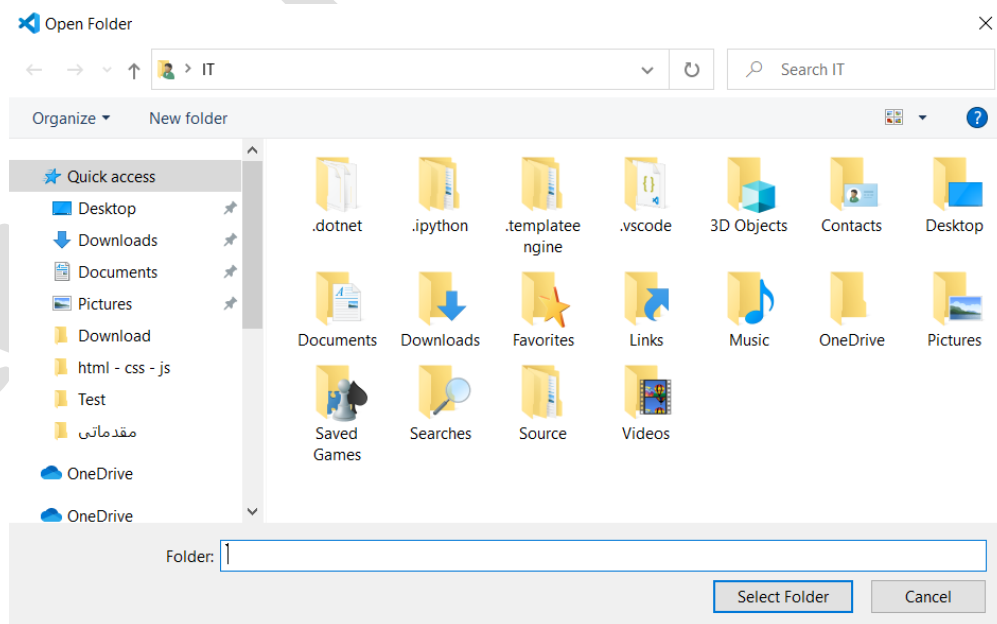 Open Folder
IT
Search IT
Organize
New folder
Quick access
Desktop
Downloads
Documents
Pictures
Download
html - css - js
Test
مقدماتی
OneDrive
OneDrive
.dotnet
.ipython
.templatee
ngine
.vscode
3D Objects
Contacts
Desktop
Documents
Downloads
Favorites
Links
Music
OneDrive
Pictures
Saved
Games
Searches
Source
Videos
Folder:
Select Folder
Cancel